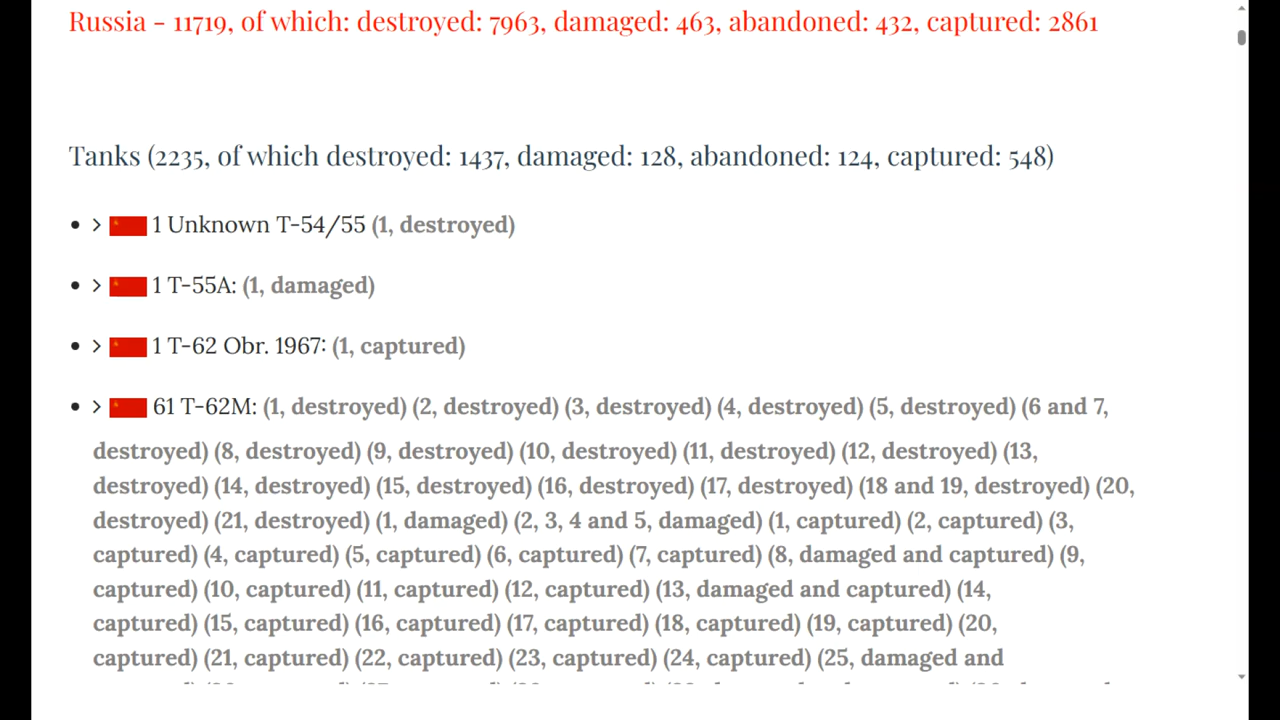 Russia - 11719, of which: destroyed: 7963, damaged: 463, abandoned: 432, captured: 2861
Tanks (2235, of which destroyed: 1437, damaged: 128, abandoned: 124, captured: 548)
1 Unknown T-54/55 (1, destroyed)
1 T-55A: (1, damaged)
1 T-62 Obr. 1967: (1, captured)
61 T-62M: (1, destroyed) (2, destroyed) (3, destroyed) (4, destroyed) (5, destroyed) (6 and 7,
destroyed) (8, destroyed) (9, destroyed) (10, destroyed) (11, destroyed) (12, destroyed) (13,
destroyed) (14, destroyed) (15, destroyed) (16, destroyed) (17, destroyed) (18 and 19, destroyed) (20,
destroyed) (21, destroyed) (1, damaged) (2, 3, 4 and 5, damaged) (1, captured) (2, captured) (3,
captured) (4, captured) (5, captured) (6, captured) (7, captured) (8, damaged and captured) (9,
captured) (10, captured) (11, captured) (12, captured) (13, damaged and captured) (14,
captured) (15, captured) (16, captured) (17, captured) (18, captured) (19, captured) (20,
captured) (21, captured) (22, captured) (23, captured) (24, captured) (25, damaged and